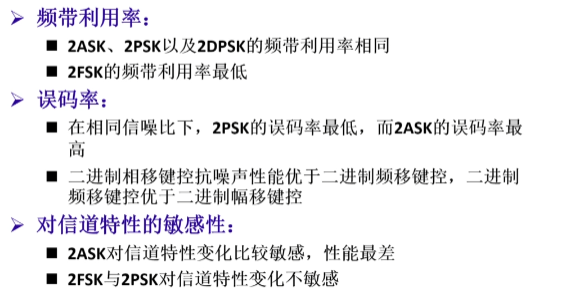 频带利用率：
2ASK、2PSK以及2DPSK的频带利用率相同
2FSK的频带利用率最低
误码率：
在相同信噪比下，2PSK的误码率最低，而2ASK的误码率最
高
二进制相移键控抗噪声性能优于二进制频移键控，二进制
频移键控优于二进制幅移键控
对信道特性的敏感性：
2ASK对信道特性变化比较敏感，性能最差
2FSK与2PSK对信道特性变化不敏感